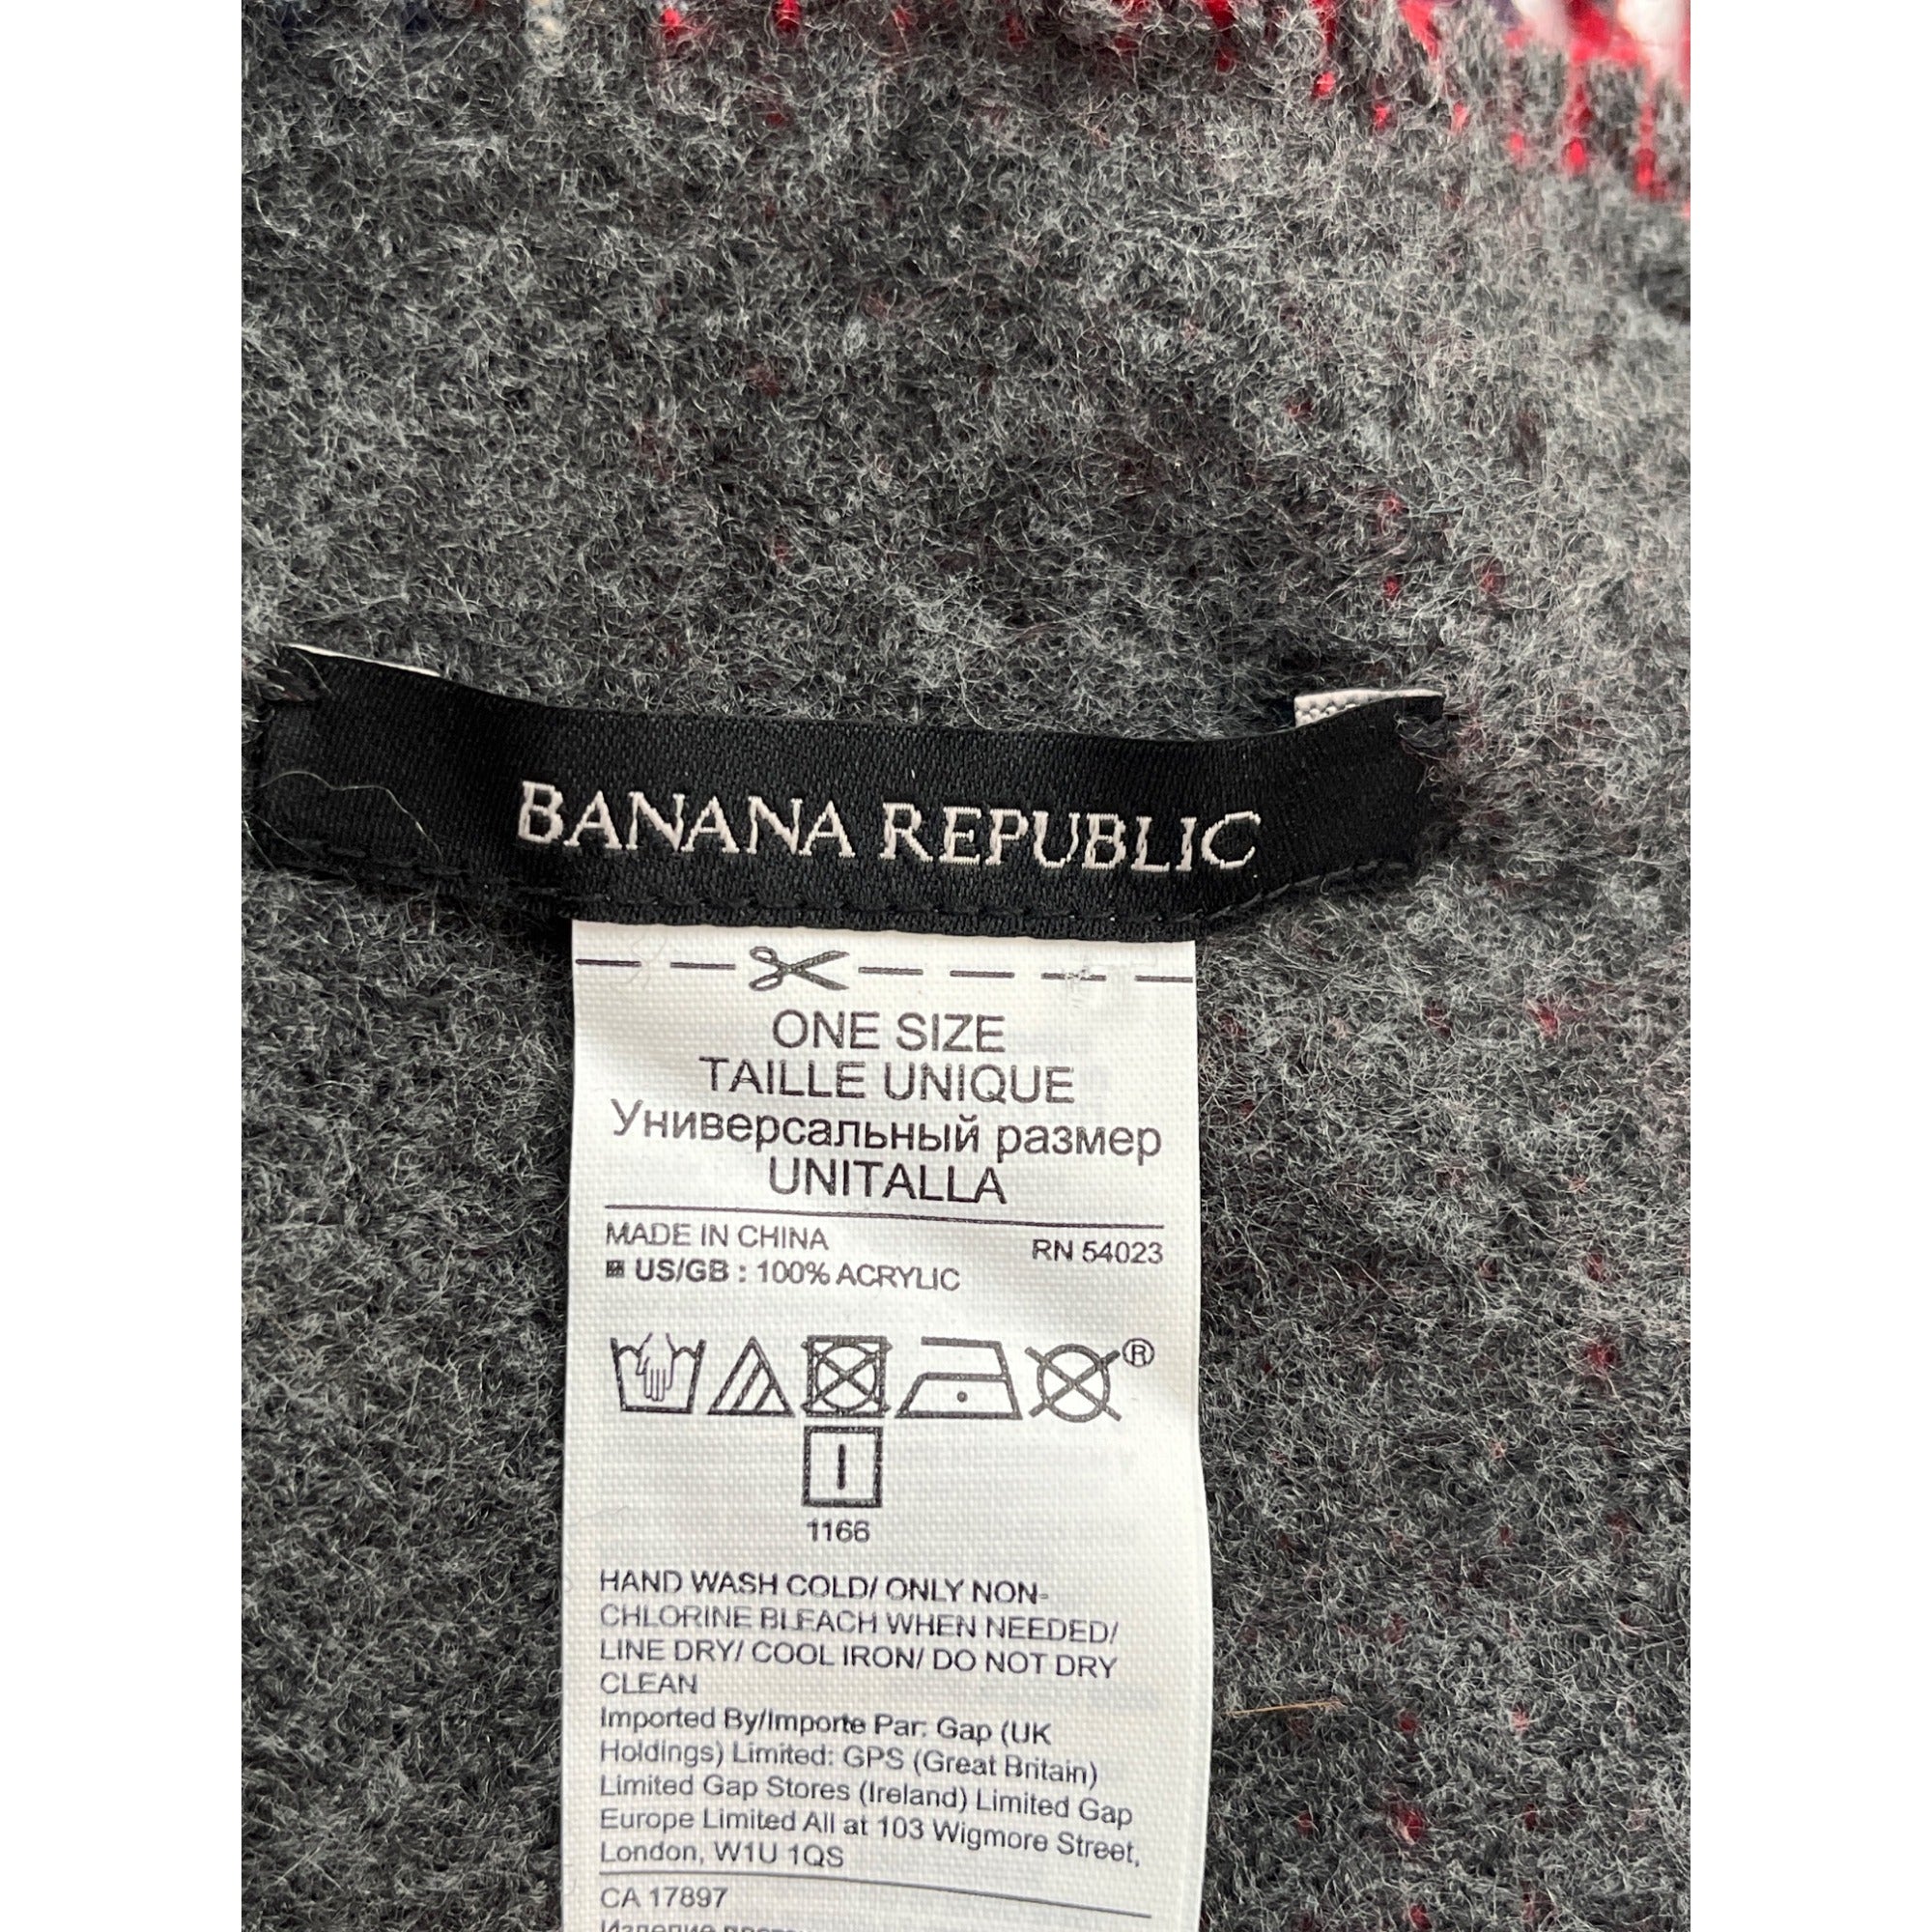 BANANA REPUBLIC
ONE SIZE
TAILLE UNIQUE
Универсальный размер
UNITALLA
MADE IN CHINA
RN 54023
US/GB : 100% ACRYLIC
®
1166
HAND WASH COLD/ ONLY NON-
CHLORINE BLEACH WHEN NEEDED/
LINE DRY/ COOL IRON/ DO NOT DRY
CLEAN
Imported By/Importe Par: Gap (UK
Holdings) Limited: GPS (Great Britain)
Limited Gap Stores (Ireland) Limited Gap
Europe Limited All at 103 Wigmore Street,
London, W1U 1QS
CA 17897